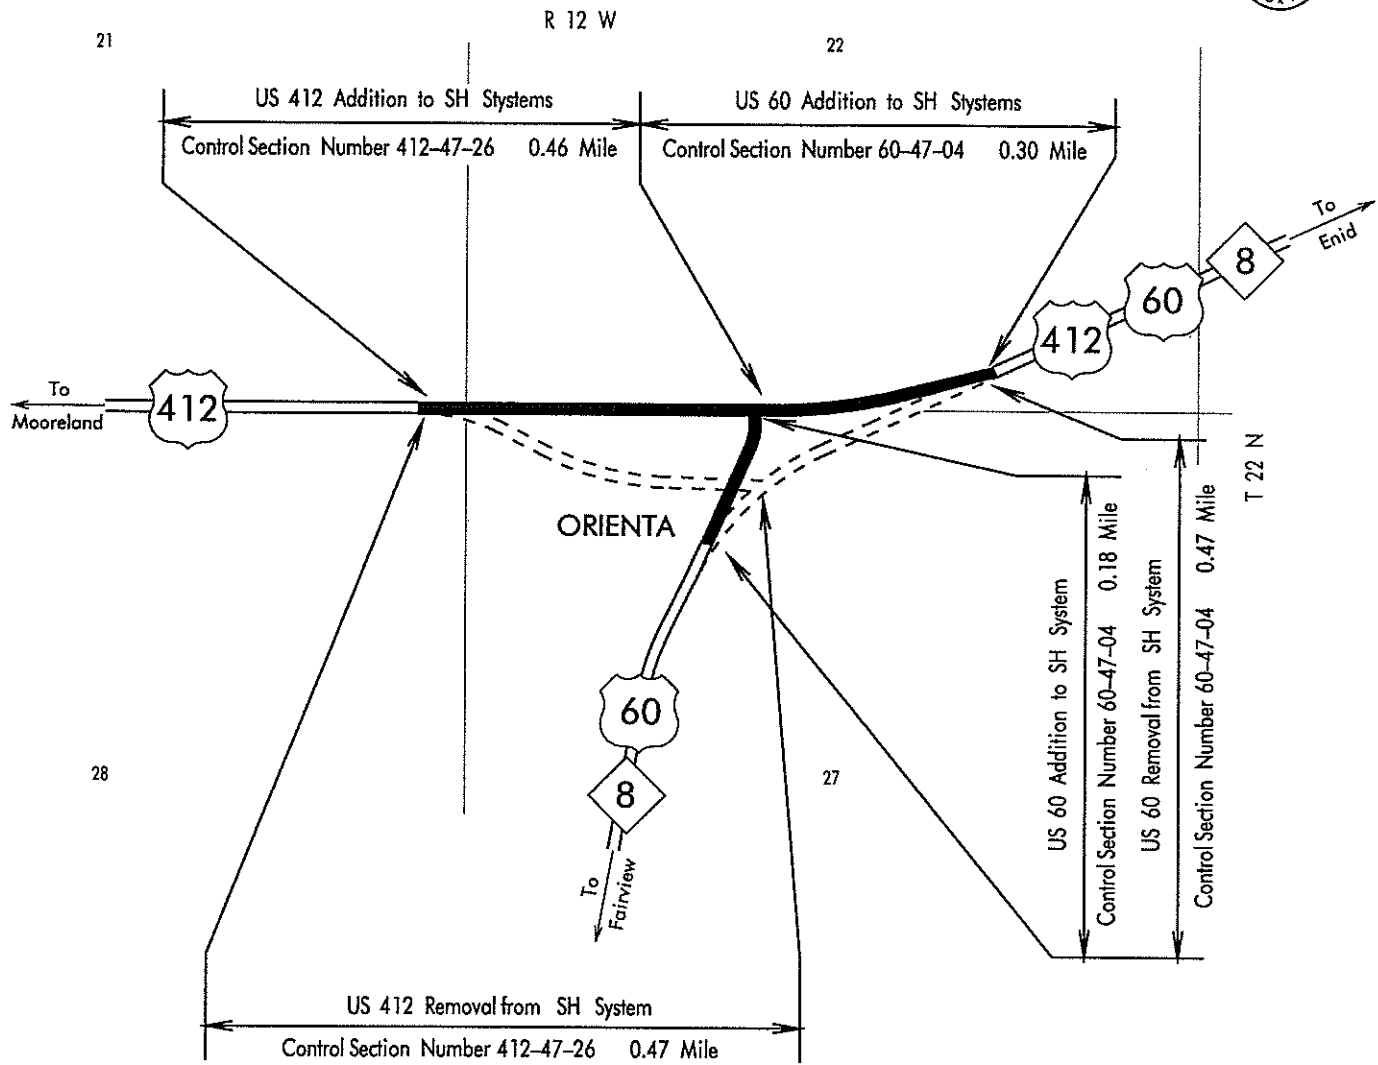 R 12 W
21
22
US 412 Addition to SH Stystems
US 60 Addition to SH Stystems
Control Section Number 412–47–26 0.46 Mile
Control Section Number 60–47–04 0.30 Mile
To
Enid
8
60
412
To
Mooreland
412
T 22 N
ORIENTA
US 60 Addition to SH System
Control Section Number 60–47–04 0.18 Mile
US 60 Removal from SH System
Control Section Number 60–47–04 0.47 Mile
60
8
28
27
To
Fairview
US 412 Removal from SH System
Control Section Number 412–47–26 0.47 Mile